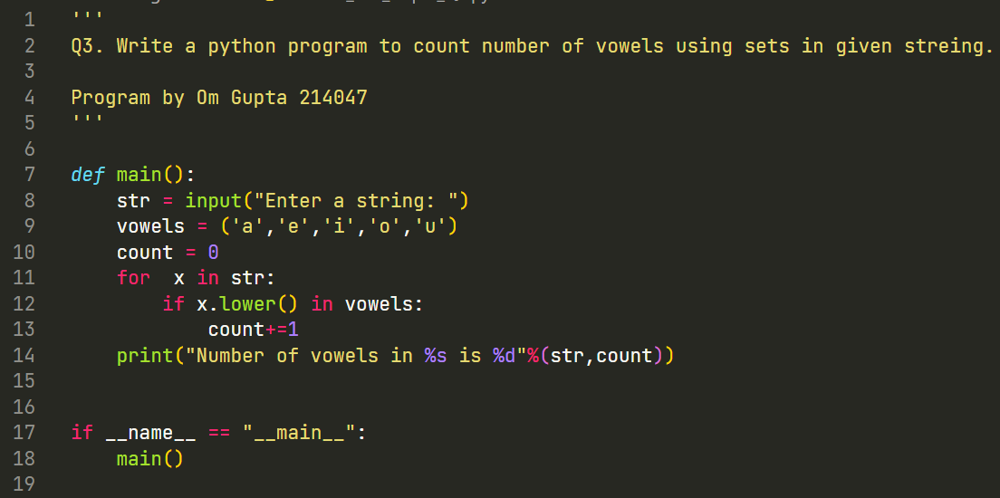 1 '''
2 Q3. Write a python program to count number of vowels using sets in given streing.
3
4 Program by Om Gupta 214047
5 '''
6
7 def main():
8     str = input("Enter a string: ")
9     vowels = ('a','e','i','o','u')
10     count = 0
11     for  x in str:
12         if x.lower() in vowels:
13             count+=1
14     print("Number of vowels in %s is %d"%(str,count))
15
16
17 if __name__ == "__main__":
18     main()
19